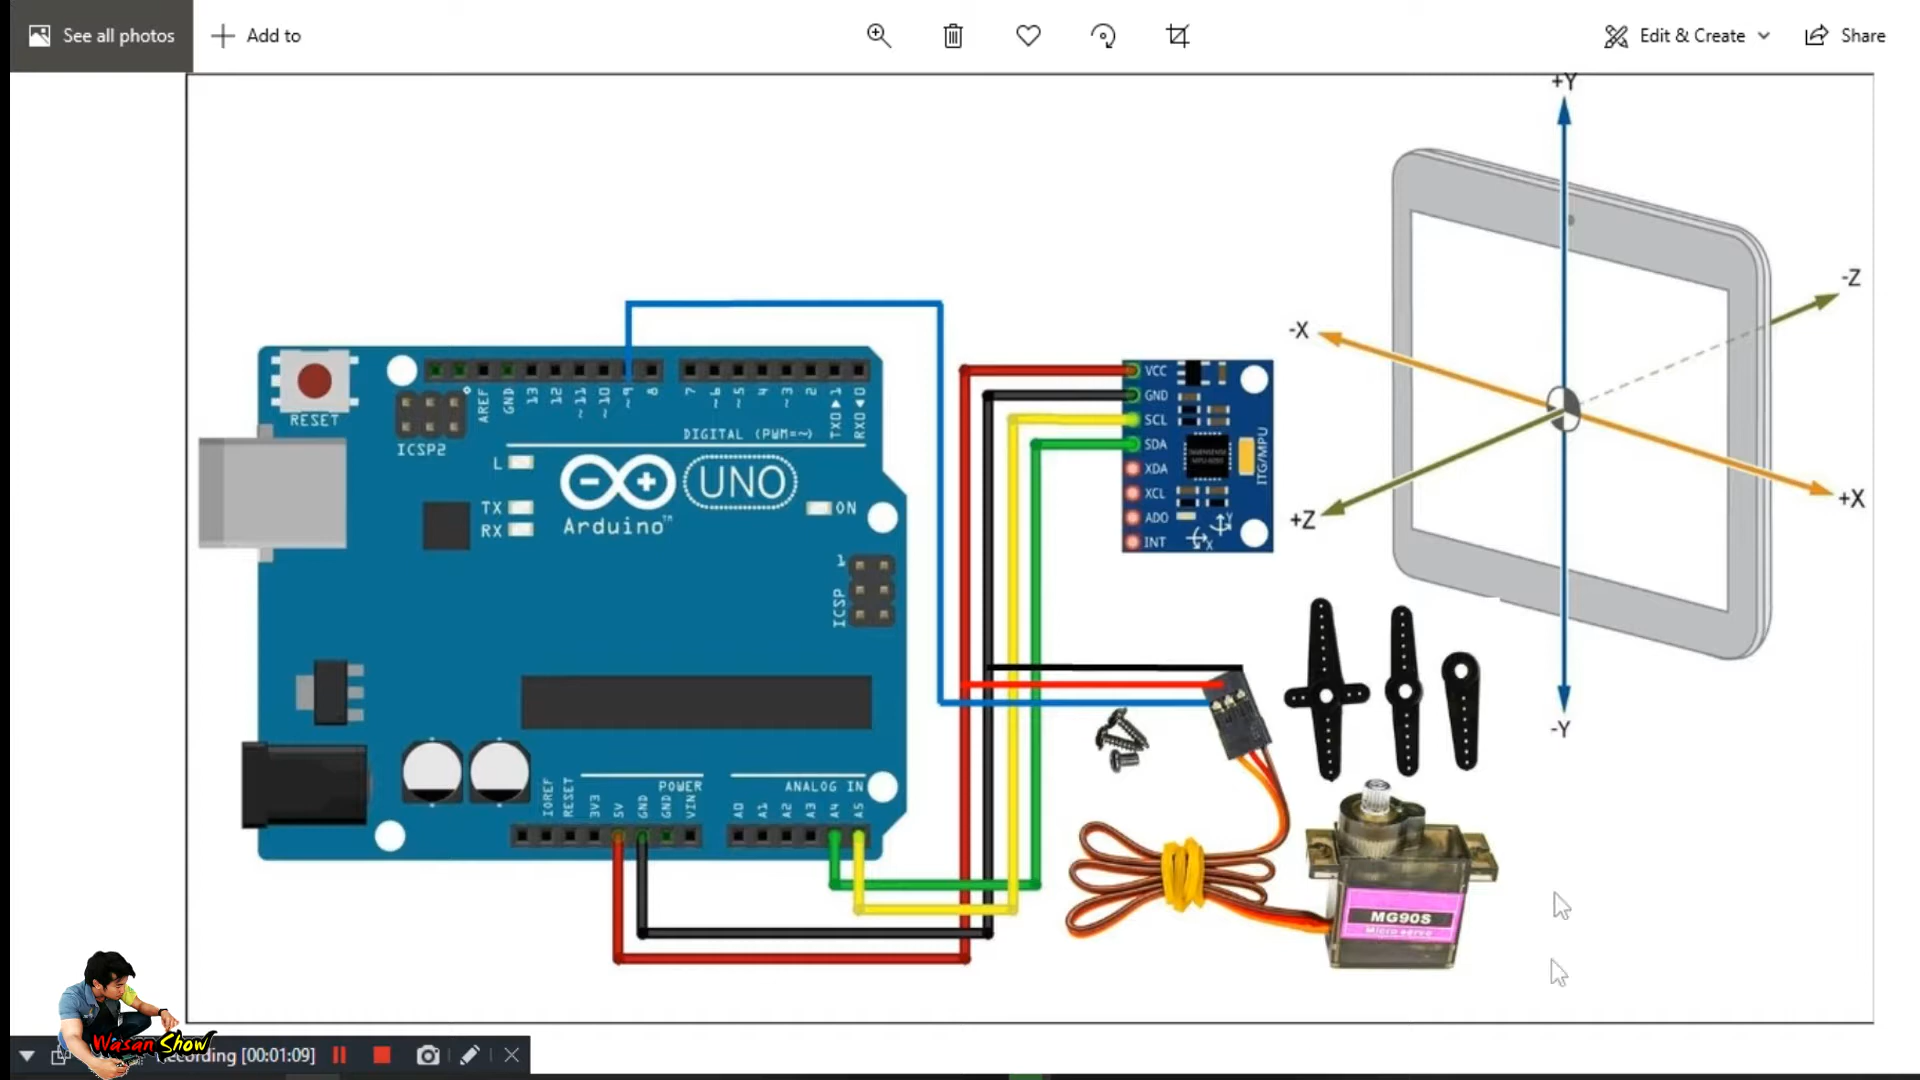 See all photos
Add to
Edit & Create
Share
+Y
-Z
-X
+X
+Z
-Y
RESET
ICSP2
AREF
GND
13
12
~11
~10
~9
8
7
~6
~5
4
~3
2
TX0▶1
RX0◀0
DIGITAL (PWM=~)
L
TX
RX
Arduino™
UNO
ON
1
ICSP
IOREF
RESET
3V3
5V
GND
GND
VIN
POWER
ANALOG IN
A0
A1
A2
A3
A4
A5
VCC
GND
SCL
SDA
XDA
XCL
ADO
INT
ITG/MPU
Y
X
MG90S
Micro servo
Wasan Show
Recording [00:01:09]